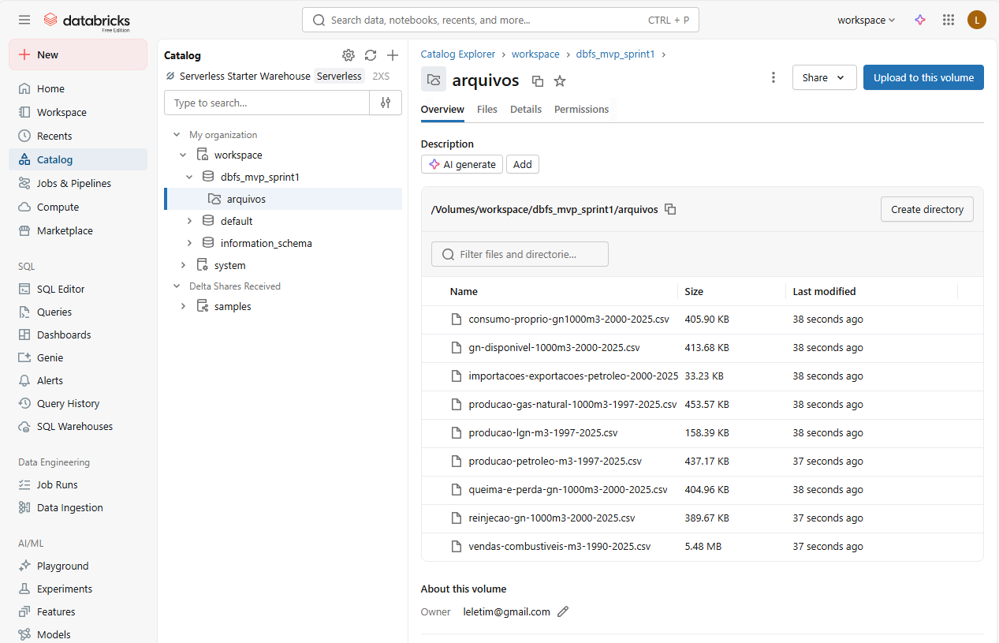 databricks
Free Edition
Search data, notebooks, recents, and more...
CTRL + P
workspace
L
New
Home
Workspace
Recents
Catalog
Jobs & Pipelines
Compute
Marketplace
SQL
SQL Editor
Queries
Dashboards
Genie
Alerts
Query History
SQL Warehouses
Data Engineering
Job Runs
Data Ingestion
AI/ML
Playground
Experiments
Features
Models
Catalog
Serverless Starter Warehouse Serverless 2XS
Type to search...
My organization
workspace
dbfs_mvp_sprint1
arquivos
default
information_schema
system
Delta Shares Received
samples
Catalog Explorer › workspace › dbfs_mvp_sprint1 ›
arquivos
Share
Upload to this volume
Overview Files Details Permissions
Description
AI generate Add
/Volumes/workspace/dbfs_mvp_sprint1/arquivos
Create directory
Filter files and directorie...
Name Size Last modified
consumo-proprio-gn1000m3-2000-2025.csv 405.90 KB 38 seconds ago
gn-disponivel-1000m3-2000-2025.csv 413.68 KB 38 seconds ago
importacoes-exportacoes-petroleo-2000-2025 33.23 KB 38 seconds ago
producao-gas-natural-1000m3-1997-2025.csv 453.57 KB 38 seconds ago
producao-lgn-m3-1997-2025.csv 158.39 KB 38 seconds ago
producao-petroleo-m3-1997-2025.csv 437.17 KB 37 seconds ago
queima-e-perda-gn-1000m3-2000-2025.csv 404.96 KB 38 seconds ago
reinjecao-gn-1000m3-2000-2025.csv 389.67 KB 37 seconds ago
vendas-combustiveis-m3-1990-2025.csv 5.48 MB 37 seconds ago
About this volume
Owner leletim@gmail.com